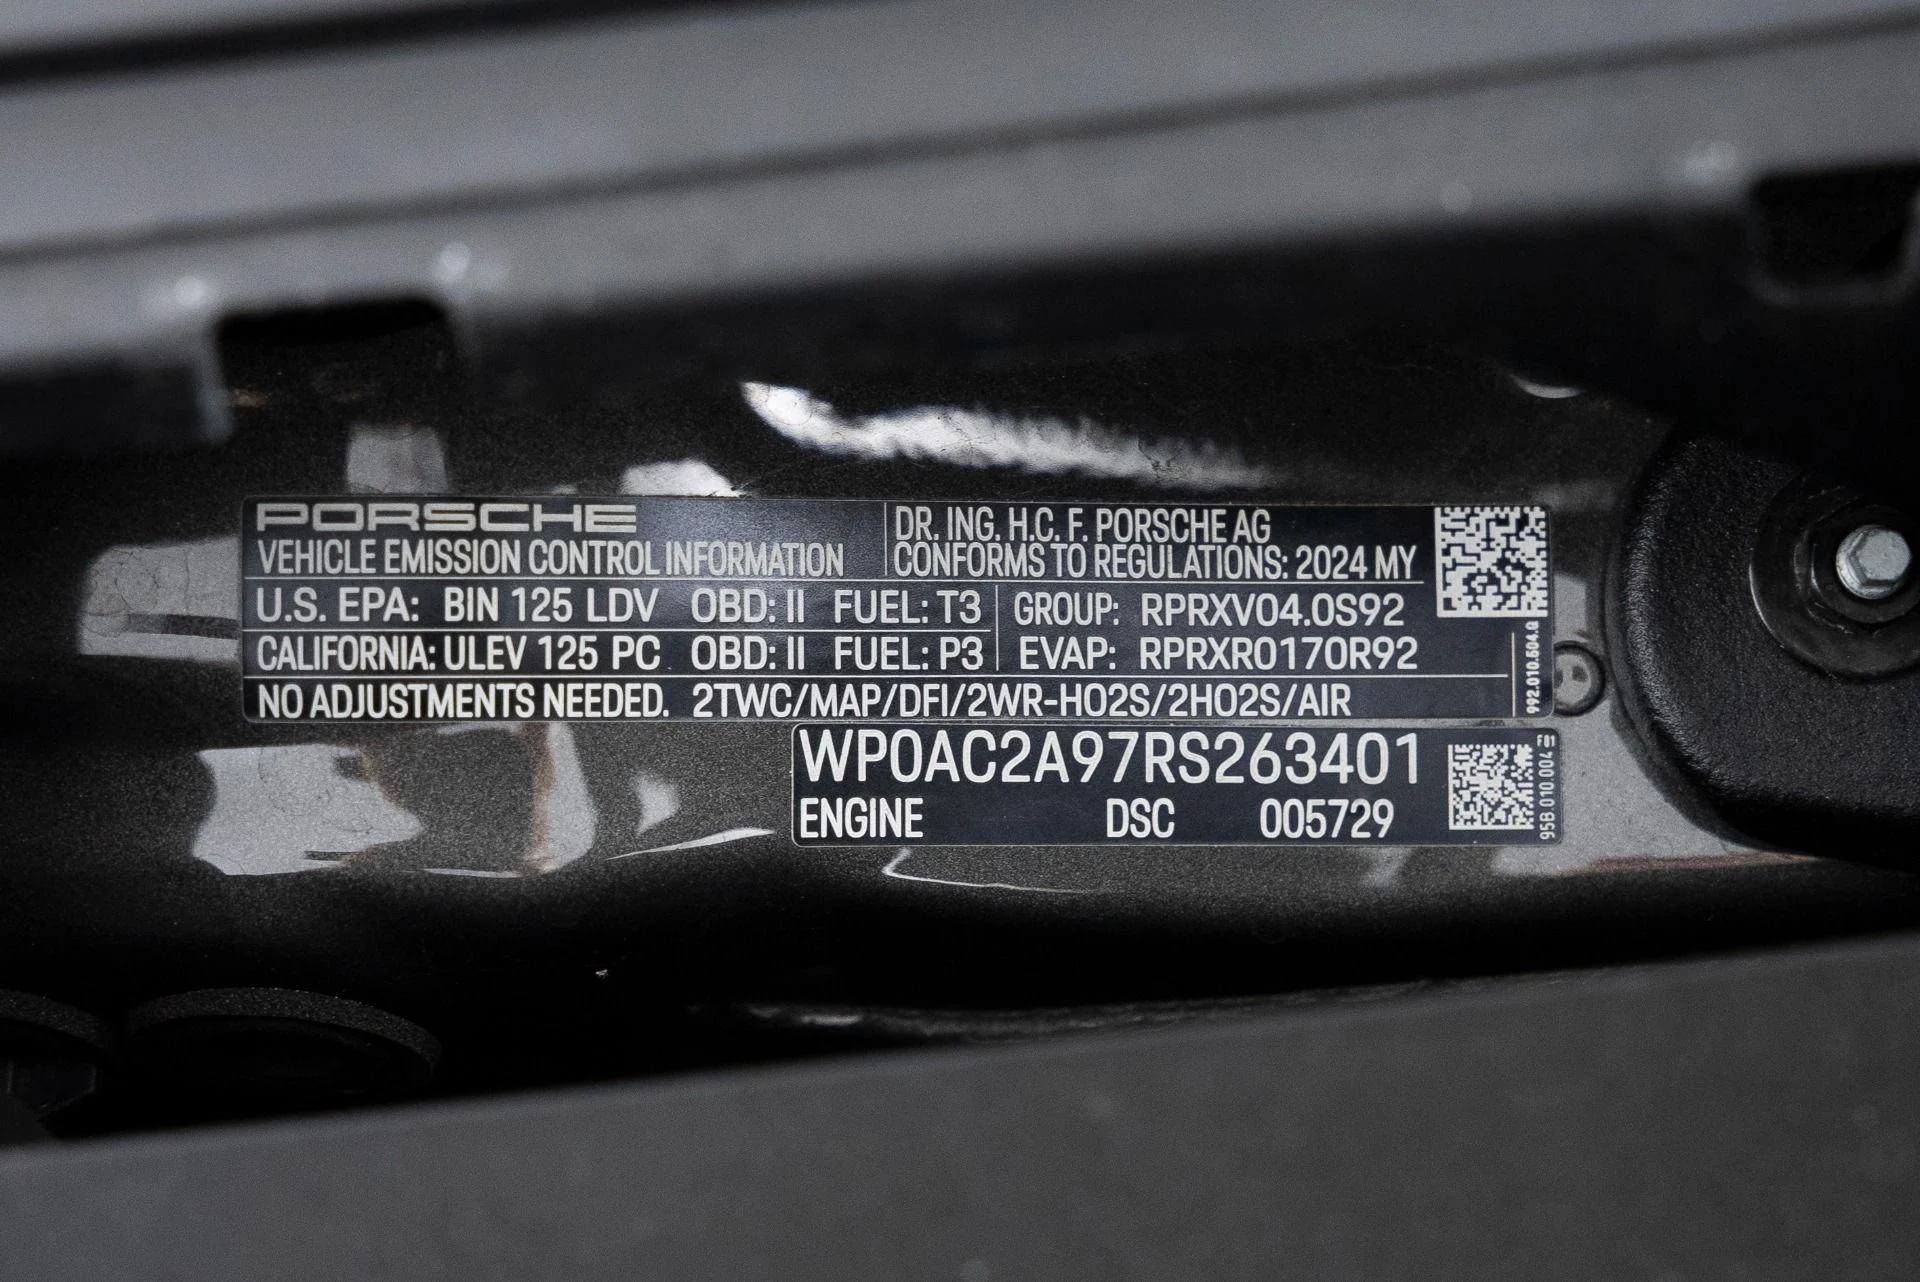 PORSCHE
VEHICLE EMISSION CONTROL INFORMATION
DR. ING. H.C. F. PORSCHE AG
CONFORMS TO REGULATIONS: 2024 MY
U.S. EPA: BIN 125 LDV OBD: II FUEL: T3 GROUP: RPRXV04.0S92
CALIFORNIA: ULEV 125 PC OBD: II FUEL: P3 EVAP: RPRXR0170R92
NO ADJUSTMENTS NEEDED. 2TWC/MAP/DFI/2WR-HO2S/2HO2S/AIR
992.010.504.Q
WP0AC2A97RS263401
ENGINE DSC 005729
95B 010 004 F01